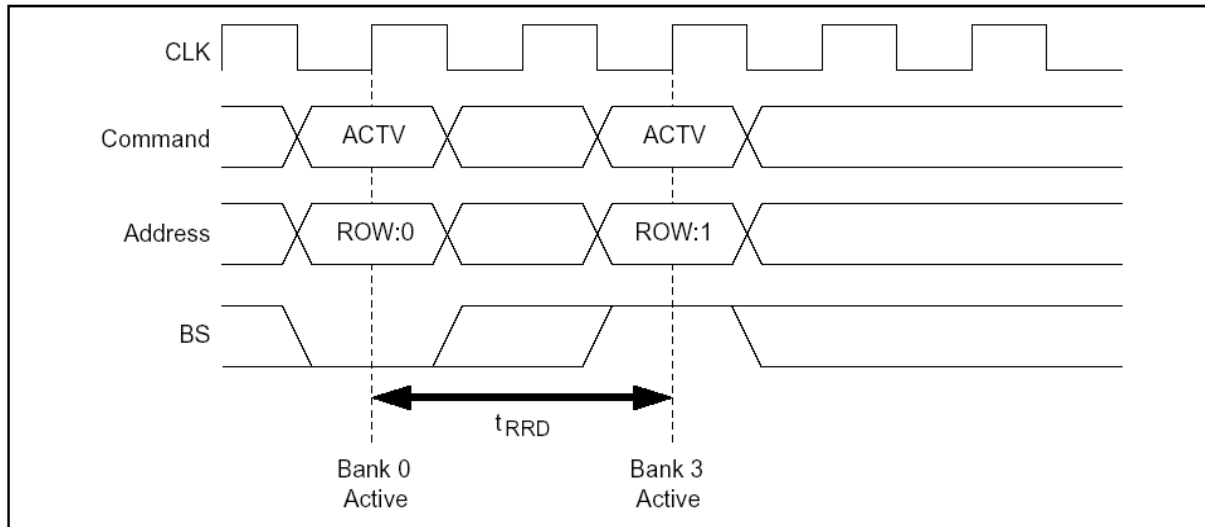 CLK
Command
ACTV
ACTV
Address
ROW:0
ROW:1
BS
tRRD
Bank 0
Active
Bank 3
Active